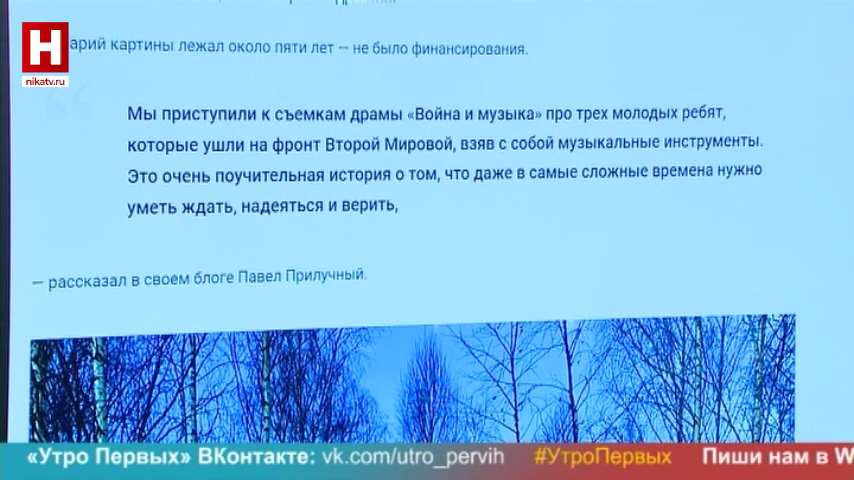 Н
nikatv.ru
арий картины лежал около пяти лет – не было финансирования.
Мы приступили к съемкам драмы «Война и музыка» про трех молодых ребят,
которые ушли на фронт Второй Мировой, взяв с собой музыкальные инструменты.
Это очень поучительная история о том, что даже в самые сложные времена нужно
уметь ждать, надеяться и верить,
— рассказал в своем блоге Павел Прилучный.
«Утро Первых» ВКонтакте: vk.com/utro_pervih #УтроПервых Пиши нам в W